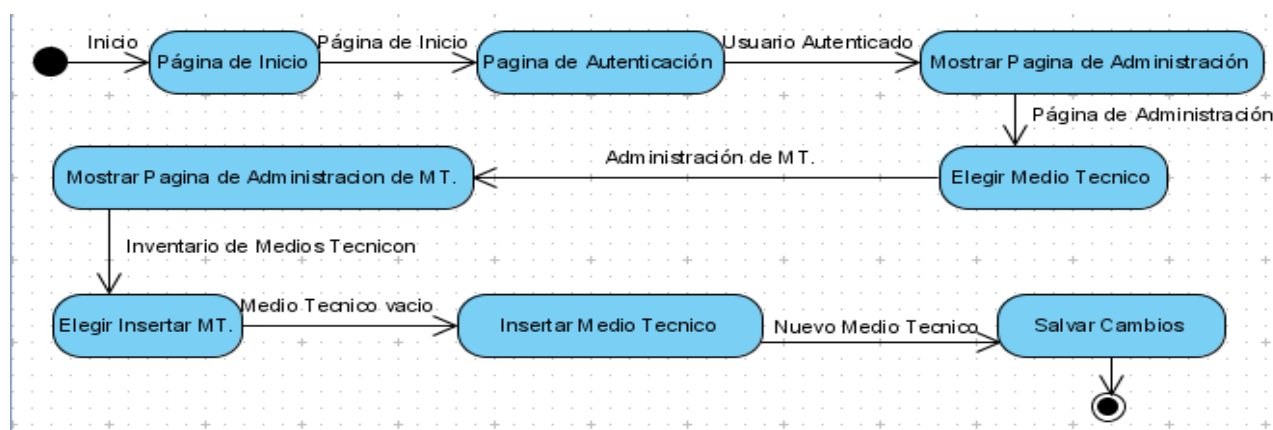 Inicio
Página de Inicio
Página de Inicio
Pagina de Autenticación
Usuario Autenticado
Mostrar Pagina de Administración
Página de Administración
Elegir Medio Tecnico
Administración de MT.
Mostrar Pagina de Administracion de MT.
Inventario de Medios Tecnicon
Elegir Insertar MT.
Medio Tecnico vacio
Insertar Medio Tecnico
Nuevo Medio Tecnico
Salvar Cambios